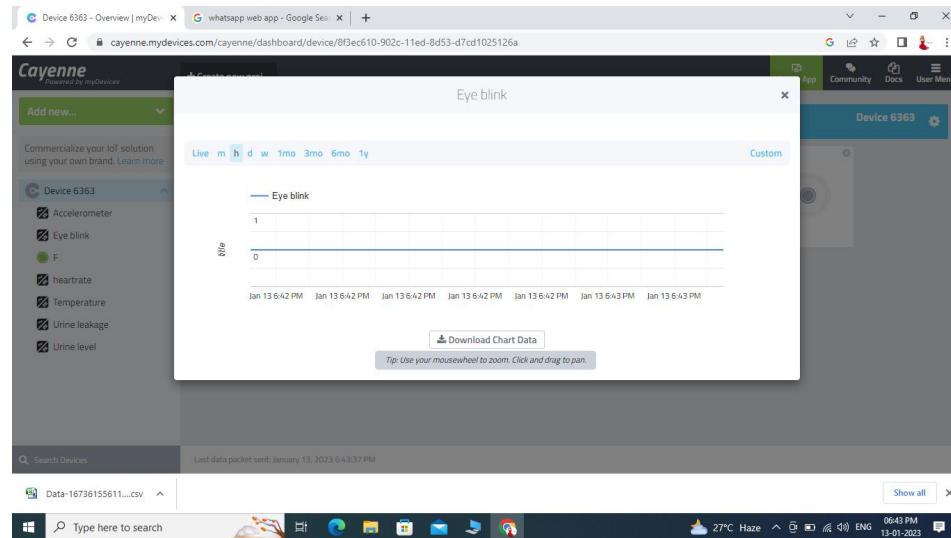 Device 6363 - Overview | myDev
whatsapp web app - Google Sea
cayenne.mydevices.com/cayenne/dashboard/device/8f3ec610-902c-11ed-8d53-d7cd1025126a
Cayenne
Powered by myDevices
+ Create new proj
App
Community
Docs
User Men
Add new...
Eye blink
Device 6363
Commercialize your IoT solution
using your own brand. Learn more
Live m h d w 1mo 3mo 6mo 1y
Custom
Device 6363
Accelerometer
Eye blink
F
heartrate
Temperature
Urine leakage
Urine level
Eye blink
1
0
Jan 13 6:42 PM Jan 13 6:42 PM Jan 13 6:42 PM Jan 13 6:42 PM Jan 13 6:42 PM Jan 13 6:43 PM Jan 13 6:43 PM
Download Chart Data
Tip: Use your mousewheel to zoom. Click and drag to pan.
Search Devices
Last data packet sent: January 13, 2023 6:43:37 PM
Data-16736155611....csv
Show all
Type here to search
27°C Haze
ENG
06:43 PM
13-01-2023